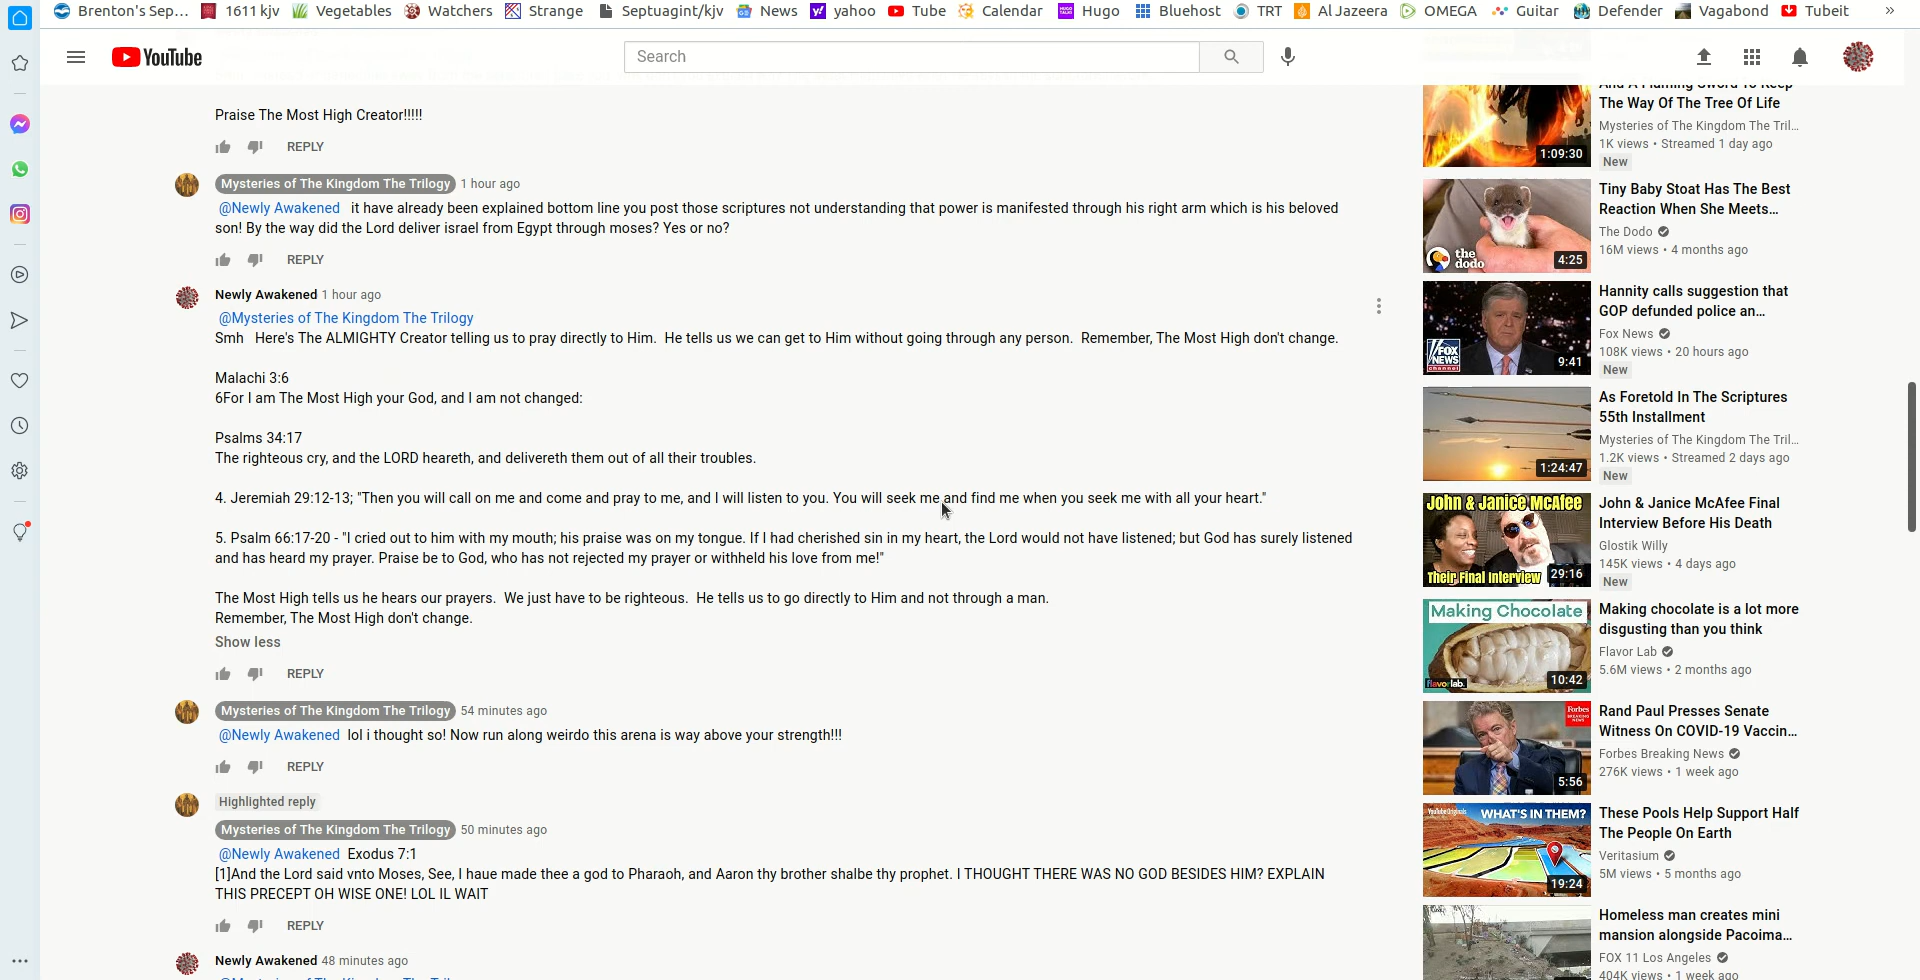 Brenton's Sep...
1611 kjv
Vegetables
Watchers
Strange
Septuagint/kjv
News
yahoo
Tube
Calendar
Hugo
Bluehost
TRT
Al Jazeera
OMEGA
Guitar
Defender
Vagabond
Tubeit
»
YouTube
Search
Praise The Most High Creator!!!!!
REPLY
Mysteries of The Kingdom The Trilogy 1 hour ago
@Newly Awakened it have already been explained bottom line you post those scriptures not understanding that power is manifested through his right arm which is his beloved
son! By the way did the Lord deliver israel from Egypt through moses? Yes or no?
REPLY
Newly Awakened 1 hour ago
@Mysteries of The Kingdom The Trilogy
Smh Here's The ALMIGHTY Creator telling us to pray directly to Him. He tells us we can get to Him without going through any person. Remember, The Most High don't change.
Malachi 3:6
6For I am The Most High your God, and I am not changed:
Psalms 34:17
The righteous cry, and the LORD heareth, and delivereth them out of all their troubles.
4. Jeremiah 29:12-13; "Then you will call on me and come and pray to me, and I will listen to you. You will seek me and find me when you seek me with all your heart."
5. Psalm 66:17-20 - "I cried out to him with my mouth; his praise was on my tongue. If I had cherished sin in my heart, the Lord would not have listened; but God has surely listened
and has heard my prayer. Praise be to God, who has not rejected my prayer or withheld his love from me!"
The Most High tells us he hears our prayers. We just have to be righteous. He tells us to go directly to Him and not through a man.
Remember, The Most High don't change.
Show less
REPLY
Mysteries of The Kingdom The Trilogy 54 minutes ago
@Newly Awakened lol i thought so! Now run along weirdo this arena is way above your strength!!!
REPLY
Highlighted reply
Mysteries of The Kingdom The Trilogy 50 minutes ago
@Newly Awakened Exodus 7:1
[1]And the Lord said vnto Moses, See, I haue made thee a god to Pharaoh, and Aaron thy brother shalbe thy prophet. I THOUGHT THERE WAS NO GOD BESIDES HIM? EXPLAIN
THIS PRECEPT OH WISE ONE! LOL IL WAIT
REPLY
Newly Awakened 48 minutes ago
@Mysteries of The Kingdom The Trilogy
And A Flaming Sword To Keep
The Way Of The Tree Of Life
Mysteries of The Kingdom The Tril...
1K views • Streamed 1 day ago
New
1:09:30
Tiny Baby Stoat Has The Best
Reaction When She Meets...
The Dodo
16M views • 4 months ago
the
dodo
4:25
Hannity calls suggestion that
GOP defunded police an...
Fox News
108K views • 20 hours ago
New
FOX
NEWS
channel
9:41
As Foretold In The Scriptures
55th Installment
Mysteries of The Kingdom The Tril...
1.2K views • Streamed 2 days ago
New
1:24:47
John & Janice McAfee Final
Interview Before His Death
Glostik Willy
145K views • 4 days ago
New
John & Janice McAfee
Their Final Interview
29:16
Making chocolate is a lot more
disgusting than you think
Flavor Lab
5.6M views • 2 months ago
Making Chocolate
flavorlab.
10:42
Rand Paul Presses Senate
Witness On COVID-19 Vaccin...
Forbes Breaking News
276K views • 1 week ago
Forbes
BREAKING
NEWS
5:56
These Pools Help Support Half
The People On Earth
Veritasium
5M views • 5 months ago
YouTube Originals
WHAT'S IN THEM?
19:24
Homeless man creates mini
mansion alongside Pacoima...
FOX 11 Los Angeles
404K views • 1 week ago